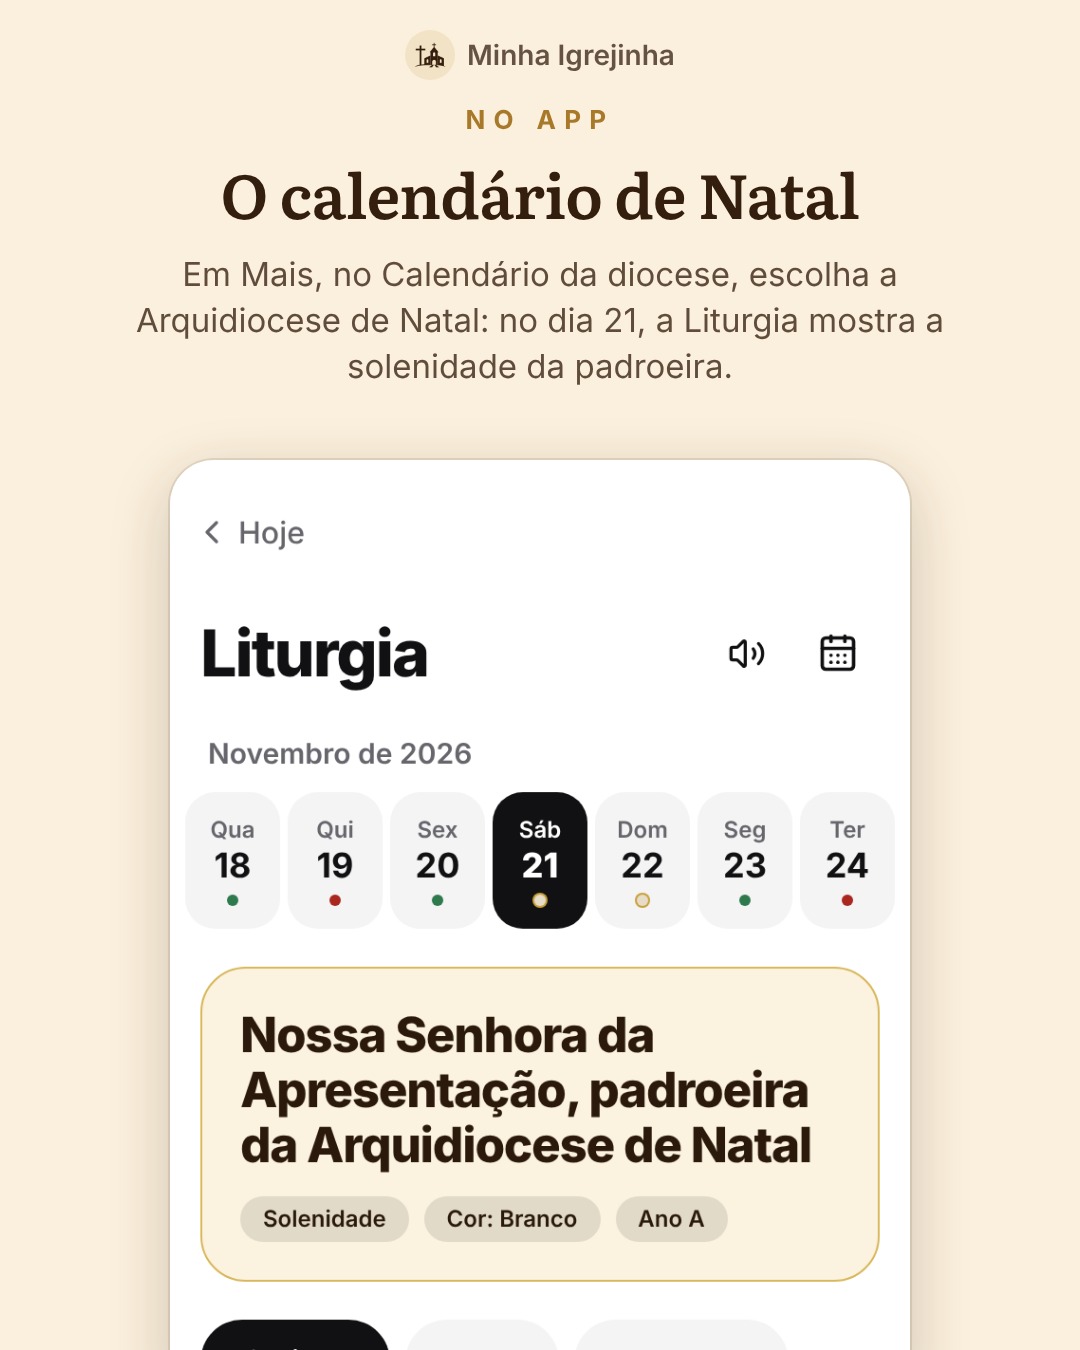 Minha Igrejinha
NO APP
O calendário de Natal
Em Mais, no Calendário da diocese, escolha a
Arquidiocese de Natal: no dia 21, a Liturgia mostra a
solenidade da padroeira.
Hoje
Liturgia
Novembro de 2026
Qua Qui Sex Sáb Dom Seg Ter
18 19 20 21 22 23 24
Nossa Senhora da
Apresentação, padroeira
da Arquidiocese de Natal
Solenidade Cor: Branco Ano A